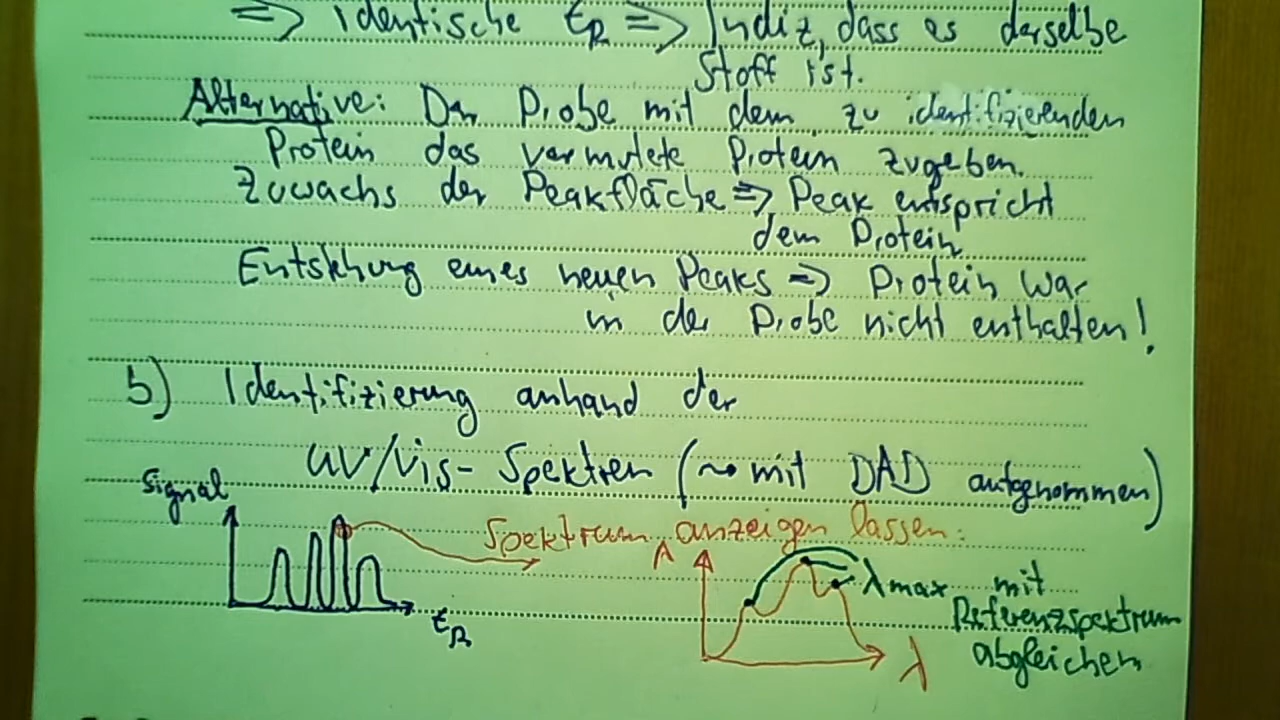 => Identische tR => Indiz, dass es derselbe
Stoff ist.
Alternative: Der Probe mit dem zu identifizierenden
Protein das vermutete Protein zugeben.
Zuwachs der Peakfläche => Peak entspricht
dem Protein
Entstehung eines neuen Peaks => Protein war
in der Probe nicht enthalten!
b) Identifizierung anhand der
UV/Vis-Spektren (~> mit DAD aufgenommen)
Signal
tR
Spektrum anzeigen lassen:
A
λmax mit
Referenzspektrum
abgleichen
λ